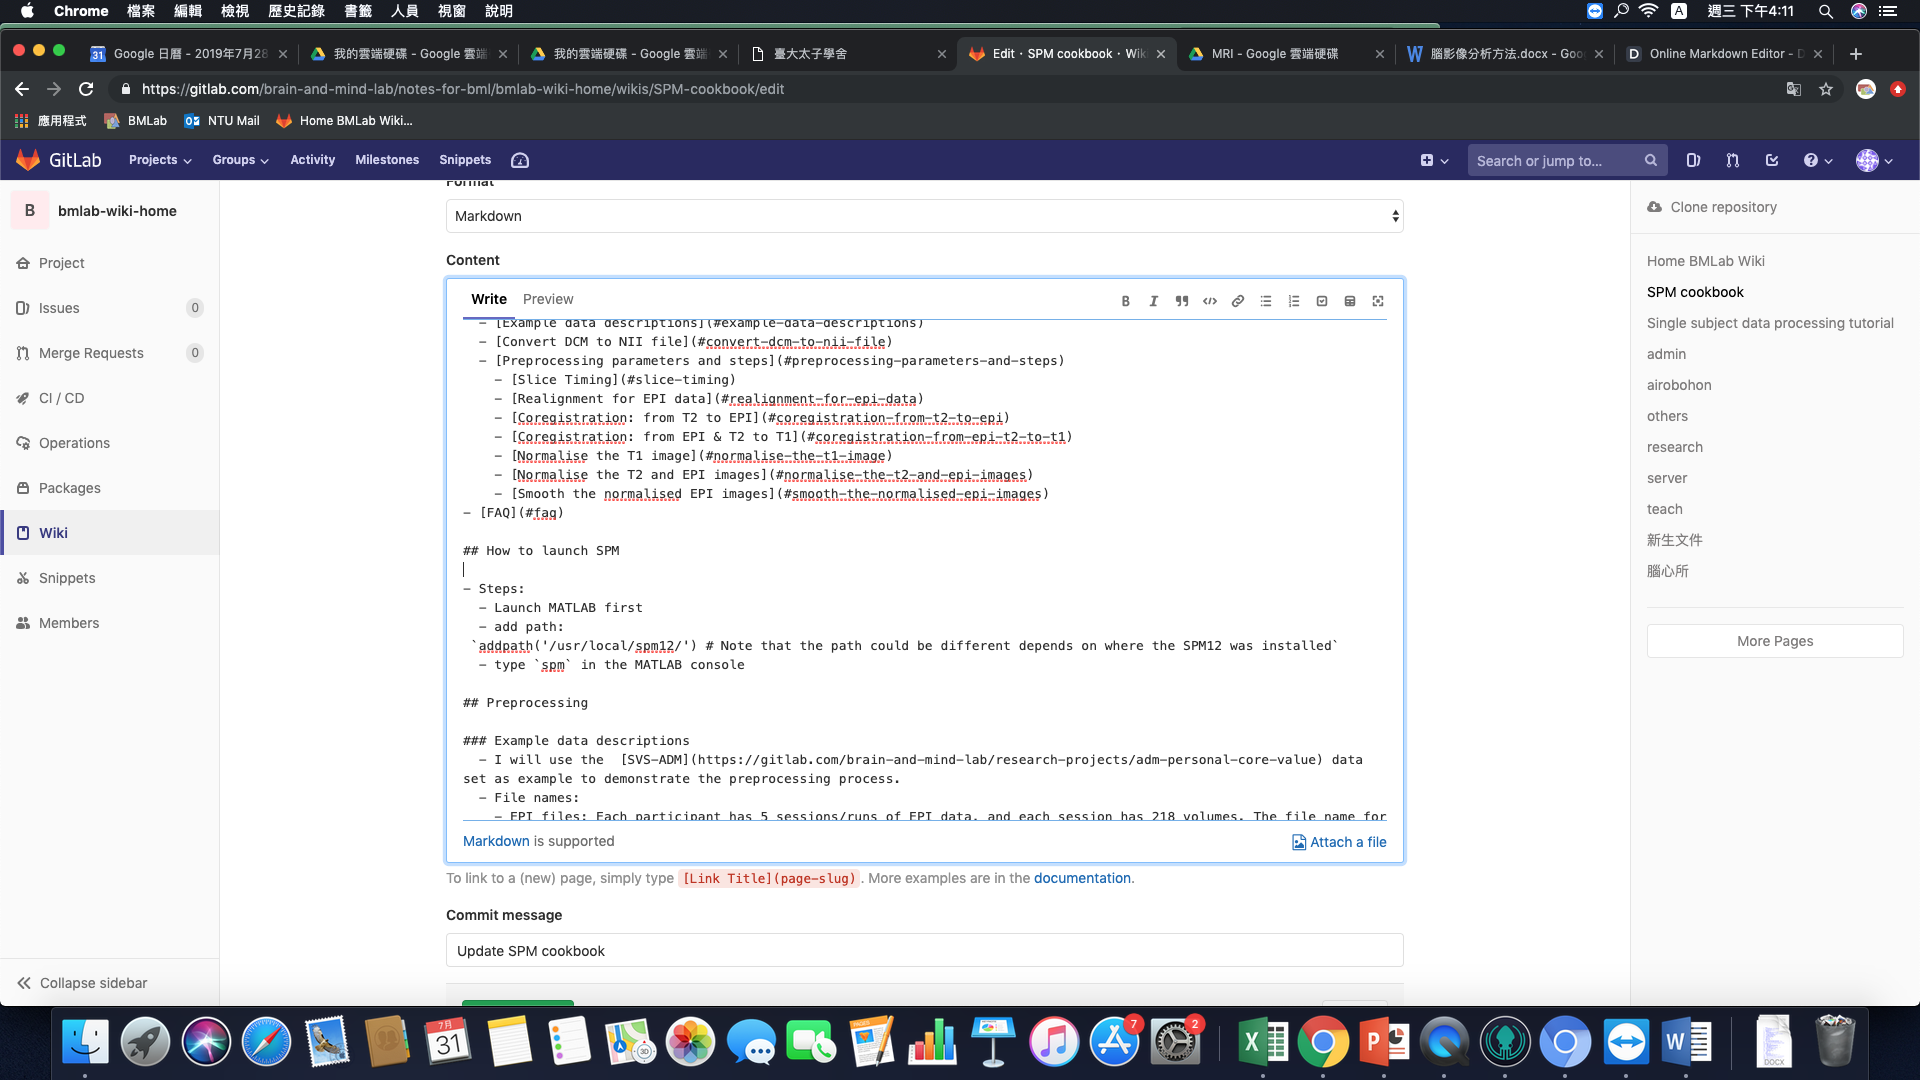 Chrome 檔案 編輯 檢視 歷史記錄 書籤 人員 視窗 說明 A 週三 下午4:11
31 Google 日曆 - 2019年7月28
我的雲端硬碟 - Google 雲端
我的雲端硬碟 - Google 雲端
臺大太子學舍
Edit · SPM cookbook · Wik
MRI - Google 雲端硬碟
腦影像分析方法.docx - Goo
Online Markdown Editor - D
https://gitlab.com/brain-and-mind-lab/notes-for-bml/bmlab-wiki-home/wikis/SPM-cookbook/edit
應用程式 BMLab NTU Mail Home BMLab Wiki...
GitLab Projects Groups Activity Milestones Snippets Search or jump to...
B bmlab-wiki-home
Project
Issues 0
Merge Requests 0
CI / CD
Operations
Packages
Wiki
Snippets
Members
Collapse sidebar
Format
Markdown
Content
Write Preview
- [Example data descriptions](#example-data-descriptions)
- [Convert DCM to NII file](#convert-dcm-to-nii-file)
- [Preprocessing parameters and steps](#preprocessing-parameters-and-steps)
- [Slice Timing](#slice-timing)
- [Realignment for EPI data](#realignment-for-epi-data)
- [Coregistration: from T2 to EPI](#coregistration-from-t2-to-epi)
- [Coregistration: from EPI & T2 to T1](#coregistration-from-epi-t2-to-t1)
- [Normalise the T1 image](#normalise-the-t1-image)
- [Normalise the T2 and EPI images](#normalise-the-t2-and-epi-images)
- [Smooth the normalised EPI images](#smooth-the-normalised-epi-images)
- [FAQ](#faq)
## How to launch SPM
- Steps:
- Launch MATLAB first
- add path:
`addpath('/usr/local/spm12/') # Note that the path could be different depends on where the SPM12 was installed`
- type `spm` in the MATLAB console
## Preprocessing
### Example data descriptions
- I will use the  [SVS-ADM](https://gitlab.com/brain-and-mind-lab/research-projects/adm-personal-core-value) data
set as example to demonstrate the preprocessing process.
- File names:
- EPI files: Each participant has 5 sessions/runs of EPI data, and each session has 218 volumes. The file name for
Markdown is supported
Attach a file
To link to a (new) page, simply type [Link Title](page-slug). More examples are in the documentation.
Commit message
Update SPM cookbook
Clone repository
Home BMLab Wiki
SPM cookbook
Single subject data processing tutorial
admin
airobohon
others
research
server
teach
新生文件
腦心所
More Pages
7月
31
3D
7
2
DOCX